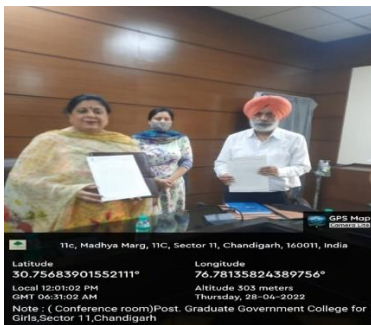 GPS Map
Camera Lite
11c, Madhya Marg, 11C, Sector 11, Chandigarh, 160011, India
Latitude
Longitude
30.75683901552111°
76.78135824389756°
Local 12:01:02 PM
Altitude 303 meters
GMT 06:31:02 AM
Thursday, 28-04-2022
Note : ( Conference room)Post. Graduate Government College for
Girls,Sector 11,Chandigarh